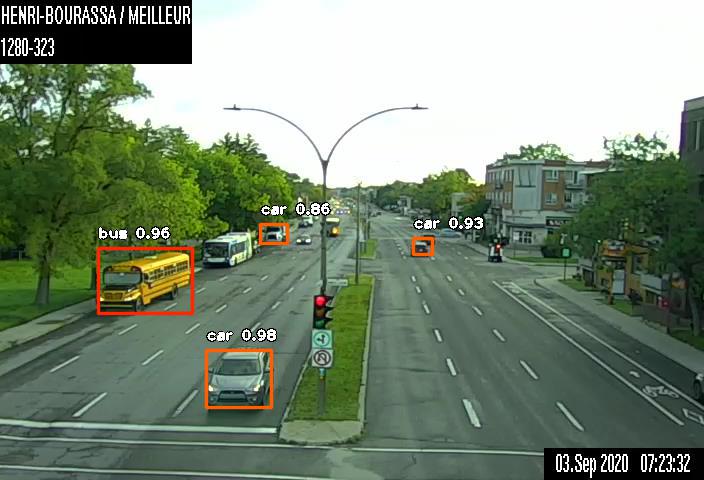 HENRI-BOURASSA / MEILLEUR
1280-323
car 0.86
car 0.93
bus 0.96
car 0.98
03.Sep 2020 07:23:32